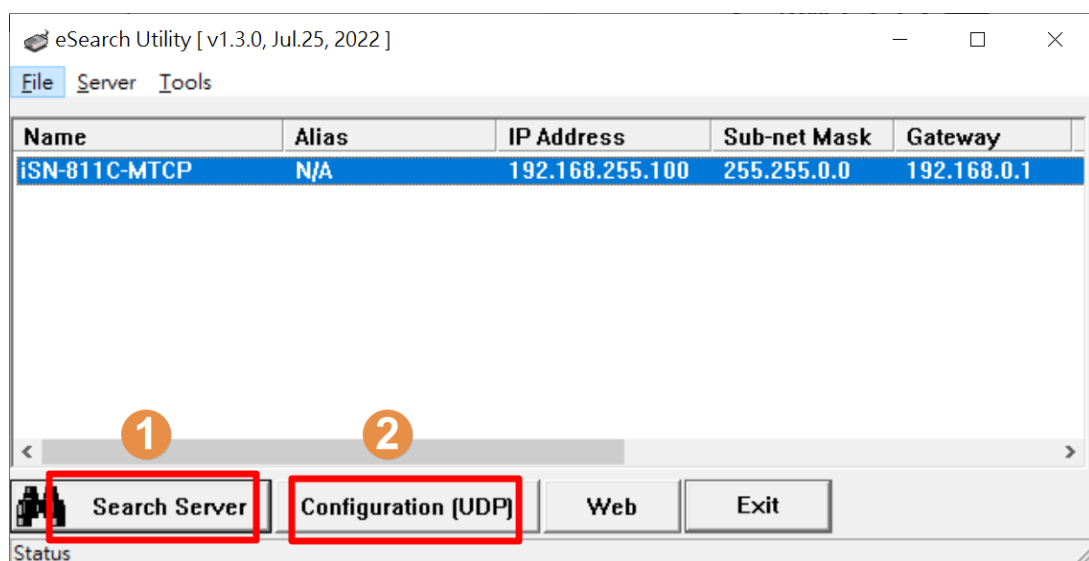 eSearch Utility [ v1.3.0, Jul.25, 2022 ]
File Server Tools
Name Alias IP Address Sub-net Mask Gateway
iSN-811C-MTCP N/A 192.168.255.100 255.255.0.0 192.168.0.1
1 2
Search Server Configuration (UDP) Web Exit
Status